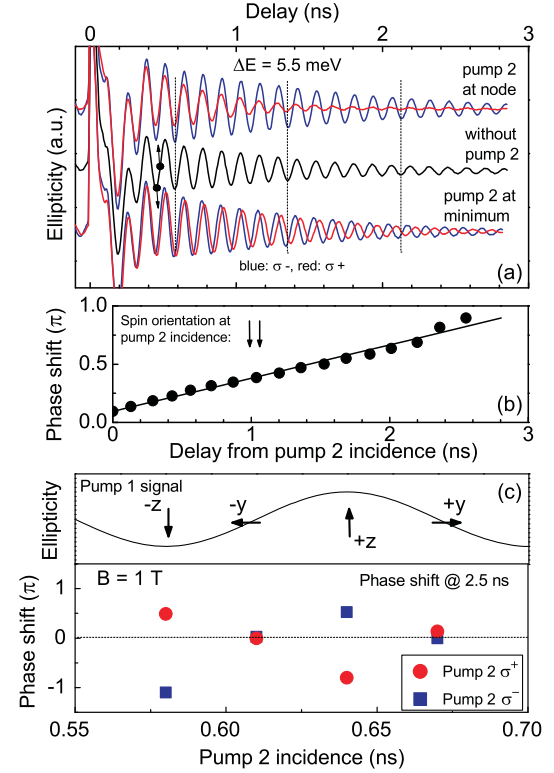 Delay (ns)
0 1 2 3
ΔE = 5.5 meV
pump 2
at node
without
pump 2
pump 2 at
minimum
blue: σ -, red: σ +
(a)
Ellipticity (a.u.)
1.0
0.5
0.0
Phase shift (π)
Spin orientation at
pump 2 incidence:
(b)
0 1 2 3
Delay from pump 2 incidence (ns)
Pump 1 signal
(c)
-z
-y
+z
+y
Ellipticity
B = 1 T
Phase shift @ 2.5 ns
1
0
-1
Phase shift (π)
Pump 2 σ+
Pump 2 σ−
0.55 0.60 0.65 0.70
Pump 2 incidence (ns)